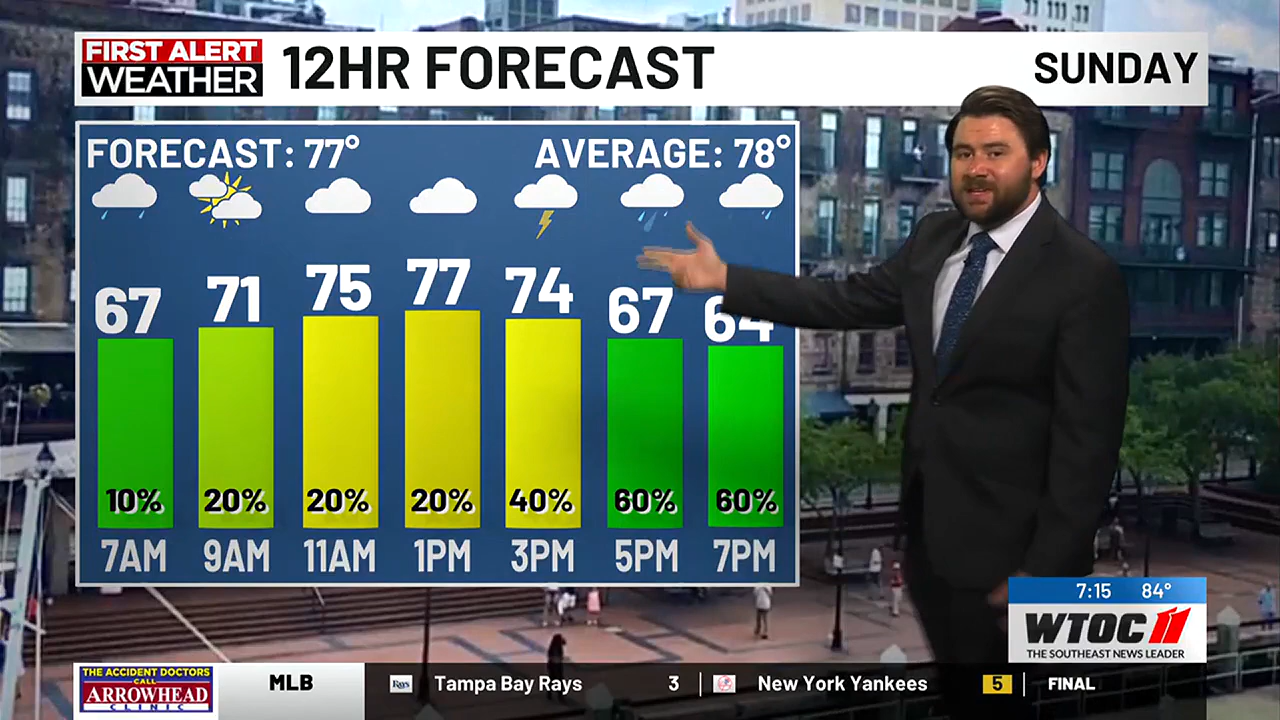 FIRST ALERT
WEATHER
12HR FORECAST
SUNDAY
FORECAST: 77°
AVERAGE: 78°
67 71 75 77 74 67 64
10% 20% 20% 20% 40% 60% 60%
7AM 9AM 11AM 1PM 3PM 5PM 7PM
7:15 84°
WTOC 11
THE SOUTHEAST NEWS LEADER
THE ACCIDENT DOCTORS
CALL
ARROWHEAD
CLINIC
MLB
Rays Tampa Bay Rays 3 New York Yankees 5 FINAL